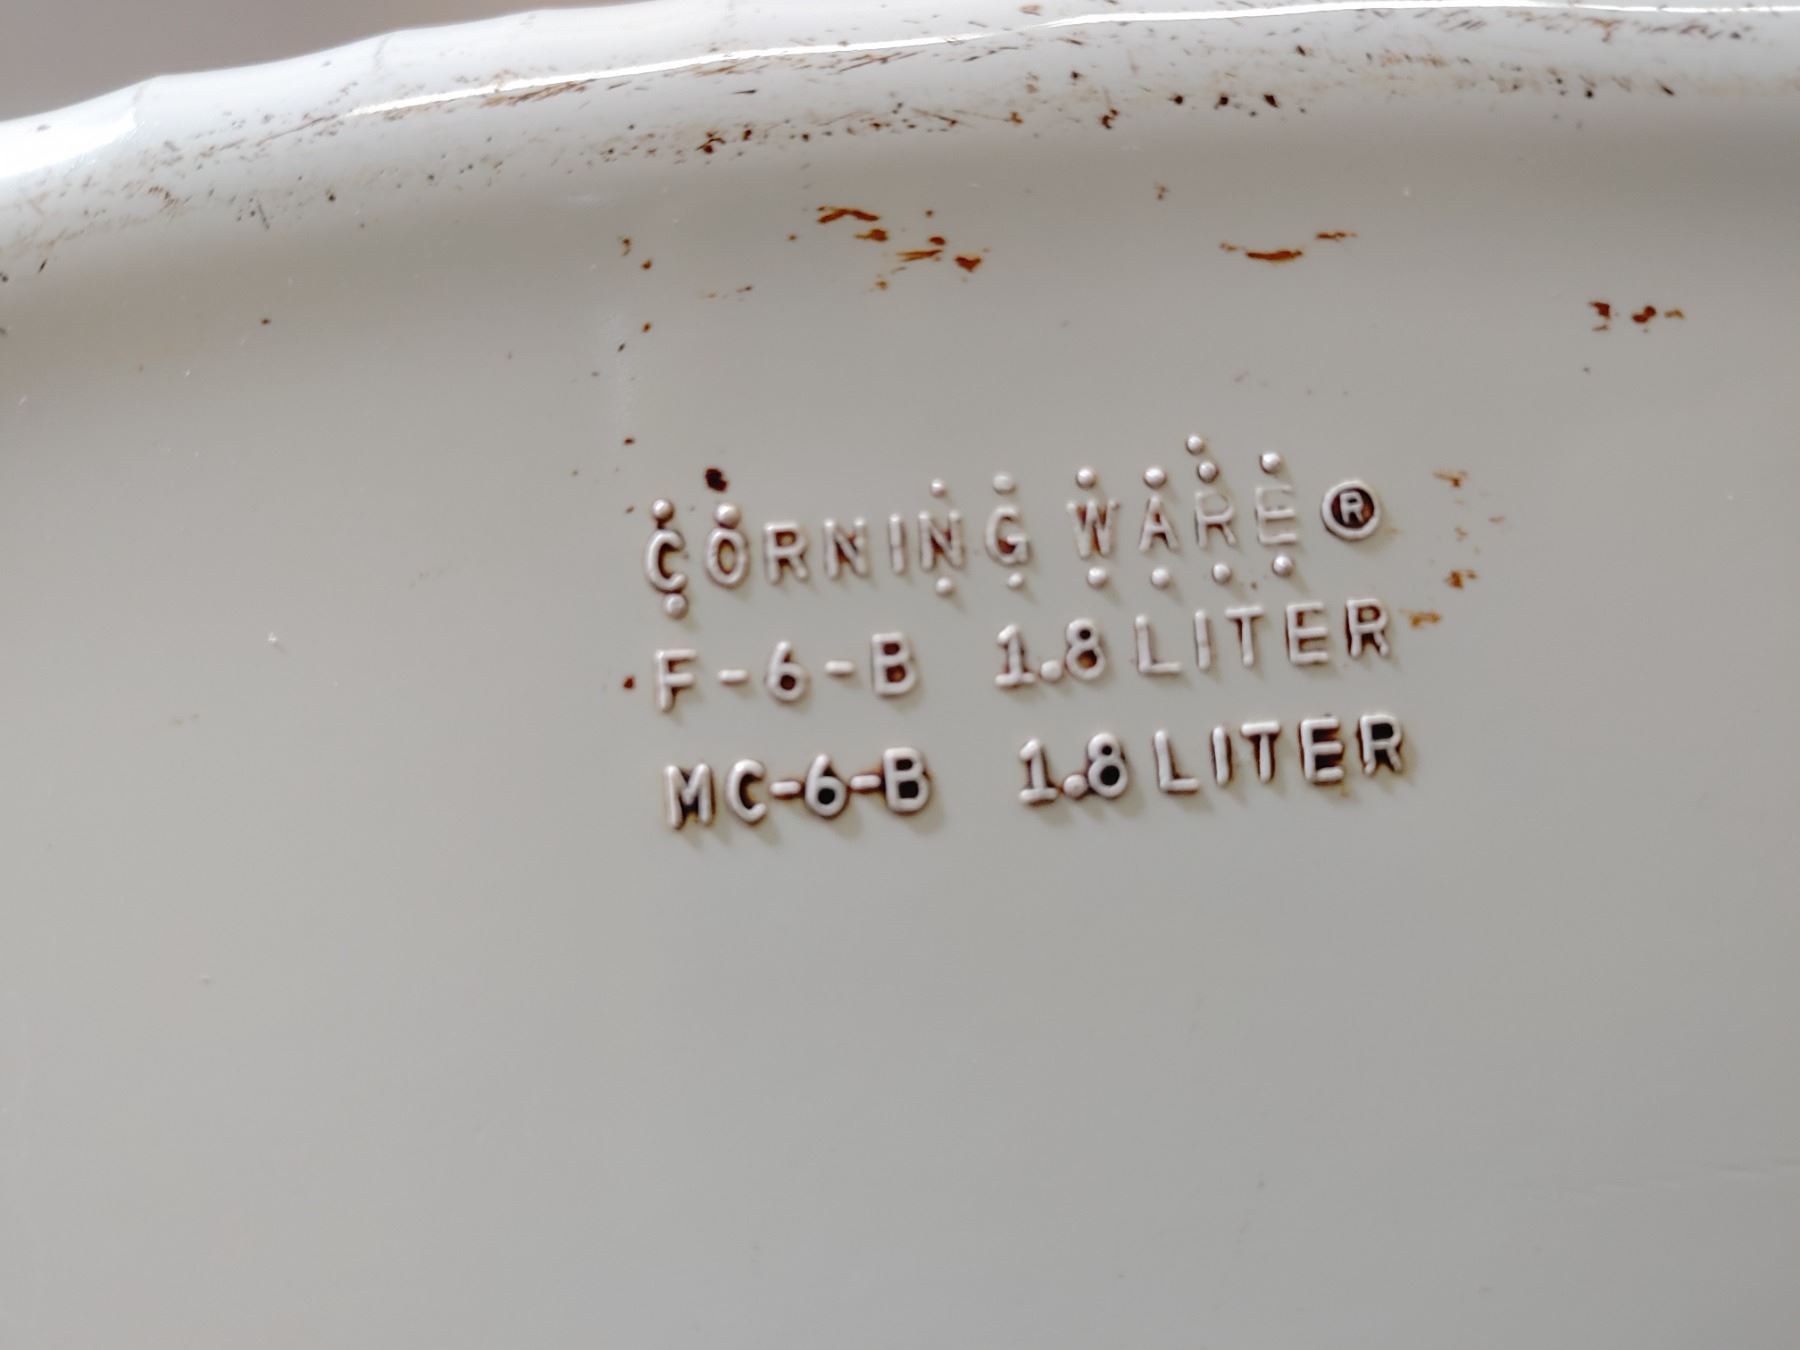 CORNING WARE®
F-6-B 1.8 LITER
MC-6-B 1.8 LITER